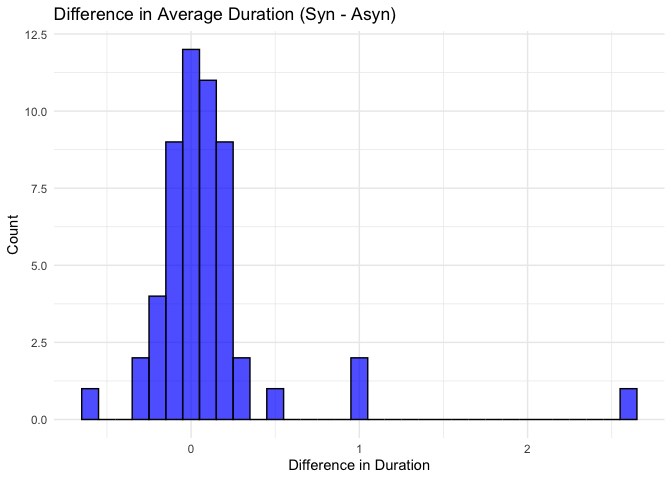 Difference in Average Duration (Syn - Asyn)
12.5
10.0
7.5
5.0
2.5
0.0
Count
0 1 2
Difference in Duration